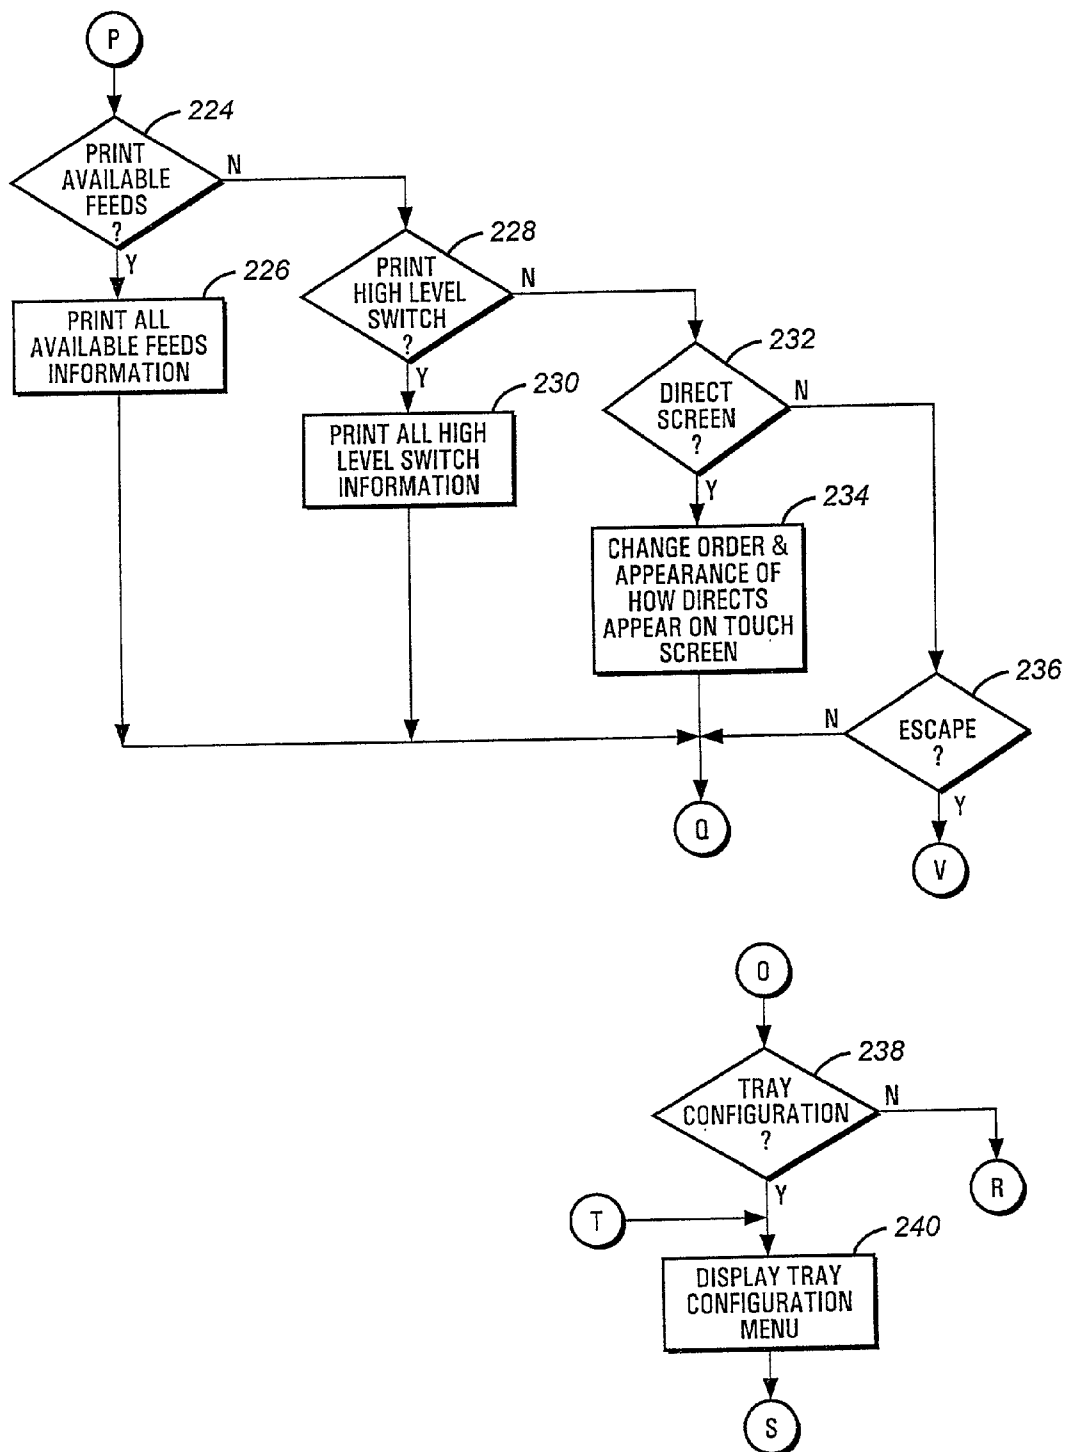 P
224
PRINT
AVAILABLE
FEEDS
?
N
Y
226
PRINT ALL
AVAILABLE FEEDS
INFORMATION
228
PRINT
HIGH LEVEL
SWITCH
?
N
Y
230
PRINT ALL HIGH
LEVEL SWITCH
INFORMATION
232
DIRECT
SCREEN
?
N
Y
234
CHANGE ORDER &
APPEARANCE OF
HOW DIRECTS
APPEAR ON TOUCH
SCREEN
236
ESCAPE
?
N
Y
Q
V
O
238
TRAY
CONFIGURATION
?
N
Y
R
T
240
DISPLAY TRAY
CONFIGURATION
MENU
S